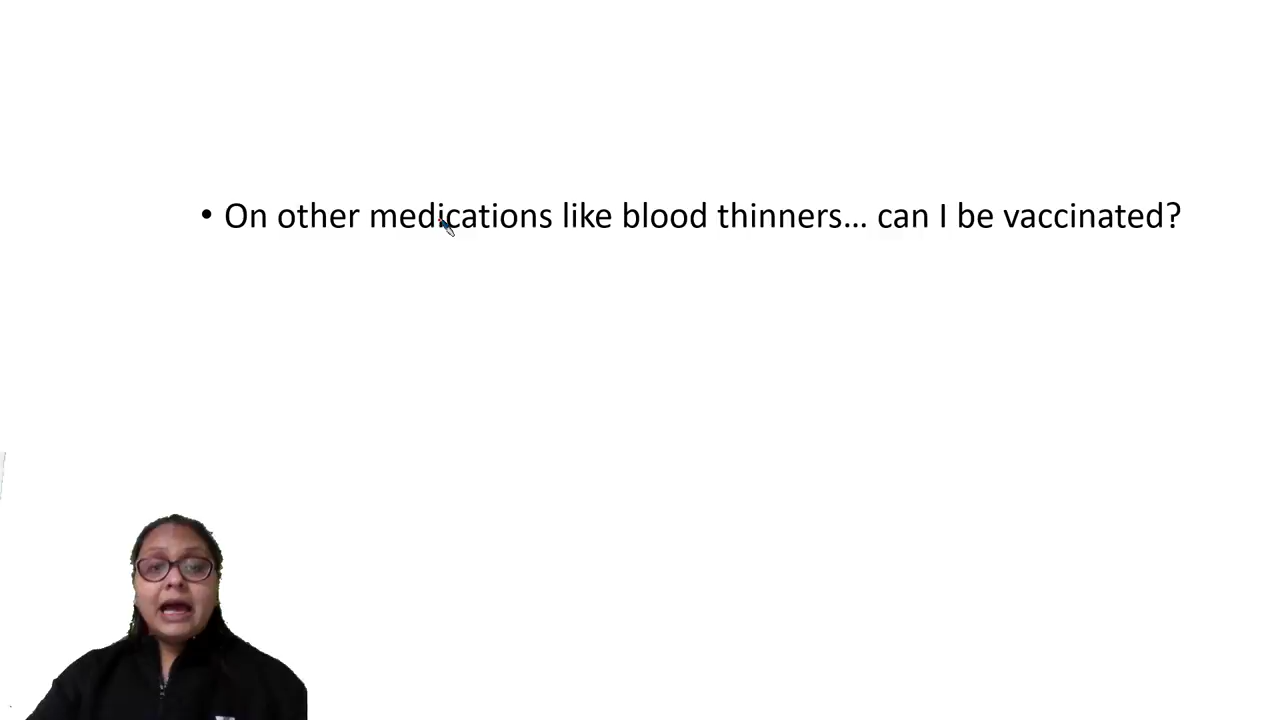 • On other medications like blood thinners… can I be vaccinated?